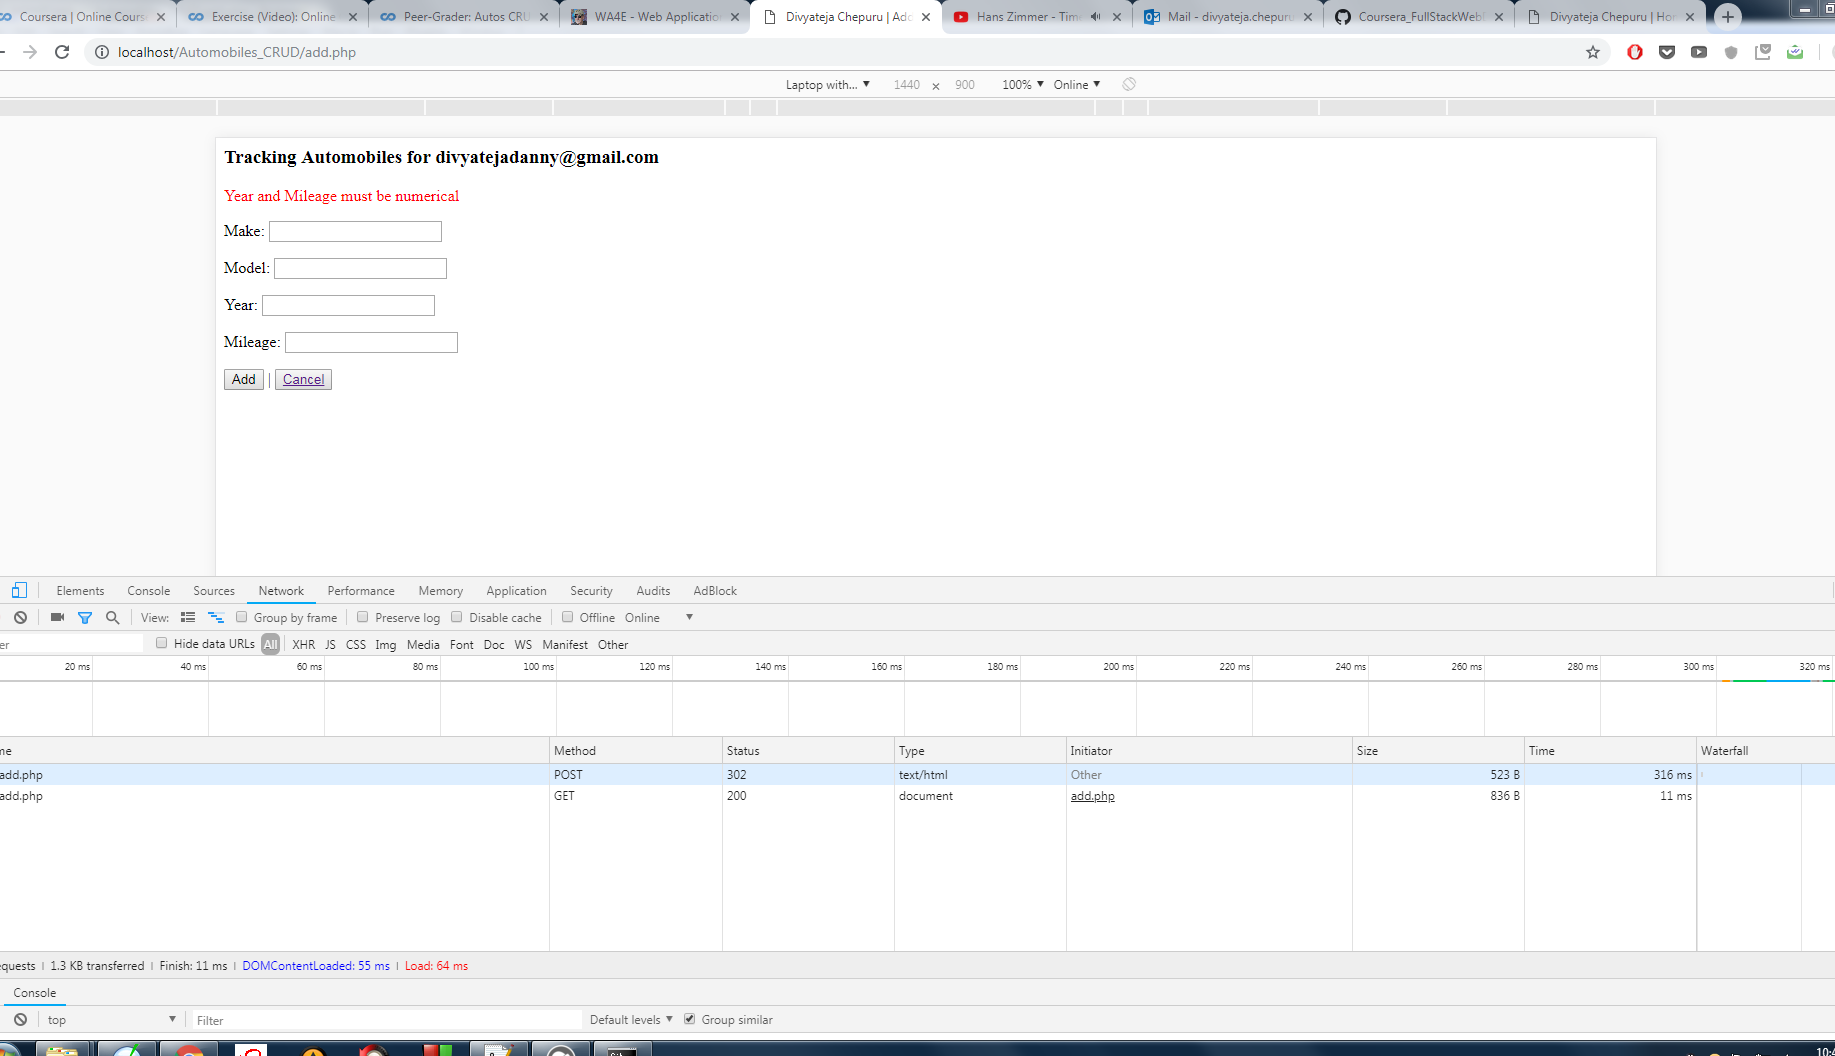 Coursera | Online Cours
Exercise (Video): Online
Peer-Grader: Autos CRU
WA4E - Web Application
Divyateja Chepuru | Add
Hans Zimmer - Time
Mail - divyateja.chepuru
Coursera_FullStackWebD
Divyateja Chepuru | Hom
localhost/Automobiles_CRUD/add.php
Laptop with... ▼ 1440 × 900 100% ▼ Online ▼
Tracking Automobiles for divyatejadanny@gmail.com
Year and Mileage must be numerical
Make:
Model:
Year:
Mileage:
Add | Cancel
Elements Console Sources Network Performance Memory Application Security Audits AdBlock
View: Group by frame Preserve log Disable cache Offline Online ▼
er Hide data URLs All XHR JS CSS Img Media Font Doc WS Manifest Other
20 ms 40 ms 60 ms 80 ms 100 ms 120 ms 140 ms 160 ms 180 ms 200 ms 220 ms 240 ms 260 ms 280 ms 300 ms 320 ms
me Method Status Type Initiator Size Time Waterfall
add.php POST 302 text/html Other 523 B 316 ms
add.php GET 200 document add.php 836 B 11 ms
equests | 1.3 KB transferred | Finish: 11 ms | DOMContentLoaded: 55 ms | Load: 64 ms
Console
top ▼ Filter Default levels ▼ Group similar